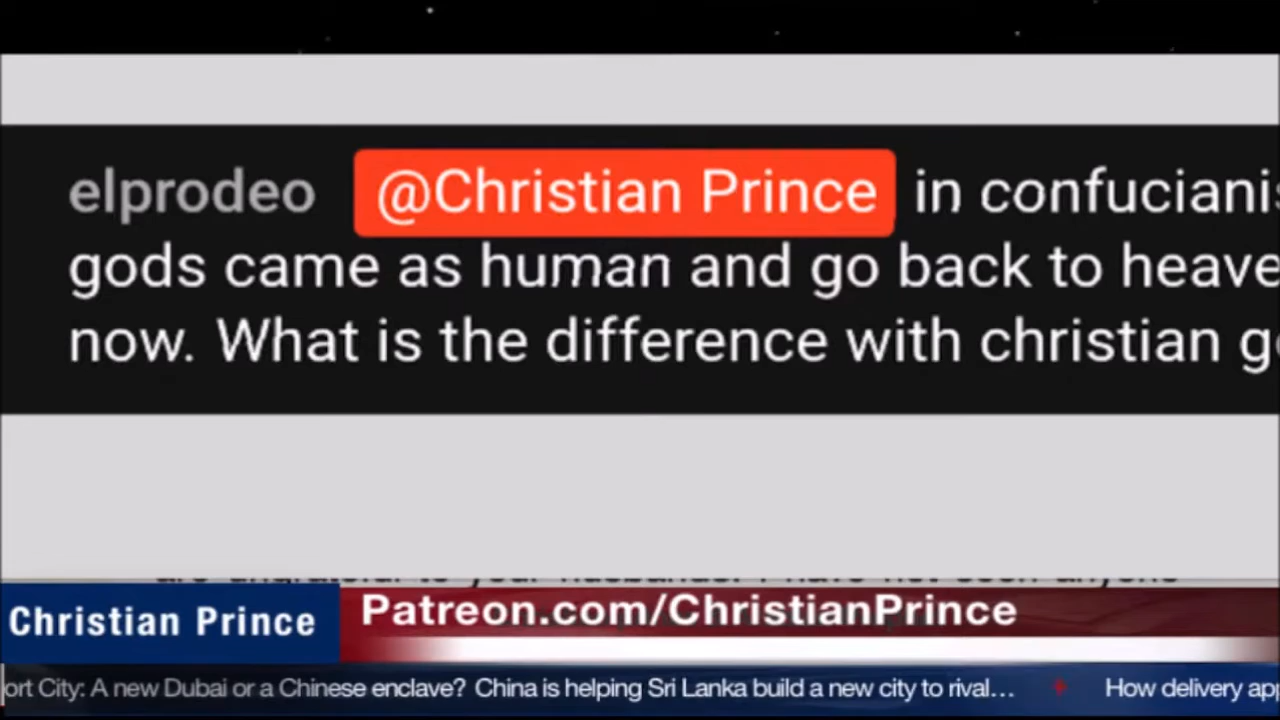 elprodeo @Christian Prince in confuciani
gods came as human and go back to heave
now. What is the difference with christian g
Christian Prince
Patreon.com/ChristianPrince
ort City: A new Dubai or a Chinese enclave? China is helping Sri Lanka build a new city to rival... How delivery app